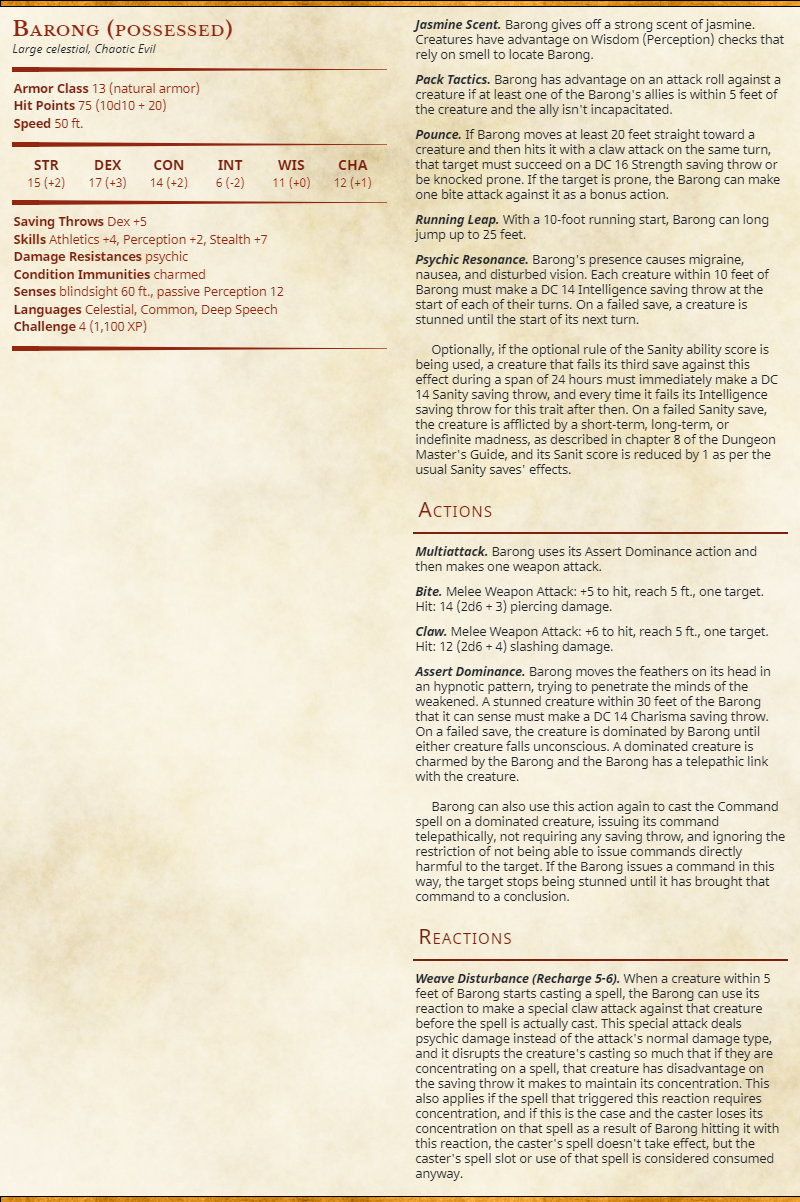 Barong (possessed)
Large celestial, Chaotic Evil
Armor Class 13 (natural armor)
Hit Points 75 (10d10 + 20)
Speed 50 ft.
STR DEX CON INT WIS CHA
15 (+2) 17 (+3) 14 (+2) 6 (-2) 11 (+0) 12 (+1)
Saving Throws Dex +5
Skills Athletics +4, Perception +2, Stealth +7
Damage Resistances psychic
Condition Immunities charmed
Senses blindsight 60 ft., passive Perception 12
Languages Celestial, Common, Deep Speech
Challenge 4 (1,100 XP)
Jasmine Scent. Barong gives off a strong scent of jasmine.
Creatures have advantage on Wisdom (Perception) checks that
rely on smell to locate Barong.
Pack Tactics. Barong has advantage on an attack roll against a
creature if at least one of the Barong's allies is within 5 feet of
the creature and the ally isn't incapacitated.
Pounce. If Barong moves at least 20 feet straight toward a
creature and then hits it with a claw attack on the same turn,
that target must succeed on a DC 16 Strength saving throw or
be knocked prone. If the target is prone, the Barong can make
one bite attack against it as a bonus action.
Running Leap. With a 10-foot running start, Barong can long
jump up to 25 feet.
Psychic Resonance. Barong's presence causes migraine,
nausea, and disturbed vision. Each creature within 10 feet of
Barong must make a DC 14 Intelligence saving throw at the
start of each of their turns. On a failed save, a creature is
stunned until the start of its next turn.
Optionally, if the optional rule of the Sanity ability score is
being used, a creature that fails its third save against this
effect during a span of 24 hours must immediately make a DC
14 Sanity saving throw, and every time it fails its Intelligence
saving throw for this trait after then. On a failed Sanity save,
the creature is afflicted by a short-term, long-term, or
indefinite madness, as described in chapter 8 of the Dungeon
Master's Guide, and its Sanit score is reduced by 1 as per the
usual Sanity saves' effects.
Actions
Multiattack. Barong uses its Assert Dominance action and
then makes one weapon attack.
Bite. Melee Weapon Attack: +5 to hit, reach 5 ft., one target.
Hit: 14 (2d6 + 3) piercing damage.
Claw. Melee Weapon Attack: +6 to hit, reach 5 ft., one target.
Hit: 12 (2d6 + 4) slashing damage.
Assert Dominance. Barong moves the feathers on its head in
an hypnotic pattern, trying to penetrate the minds of the
weakened. A stunned creature within 30 feet of the Barong
that it can sense must make a DC 14 Charisma saving throw.
On a failed save, the creature is dominated by Barong until
either creature falls unconscious. A dominated creature is
charmed by the Barong and the Barong has a telepathic link
with the creature.
Barong can also use this action again to cast the Command
spell on a dominated creature, issuing its command
telepathically, not requiring any saving throw, and ignoring the
restriction of not being able to issue commands directly
harmful to the target. If the Barong issues a command in this
way, the target stops being stunned until it has brought that
command to a conclusion.
Reactions
Weave Disturbance (Recharge 5-6). When a creature within 5
feet of Barong starts casting a spell, the Barong can use its
reaction to make a special claw attack against that creature
before the spell is actually cast. This special attack deals
psychic damage instead of the attack's normal damage type,
and it disrupts the creature's casting so much that if they are
concentrating on a spell, that creature has disadvantage on
the saving throw it makes to maintain its concentration. This
also applies if the spell that triggered this reaction requires
concentration, and if this is the case and the caster loses its
concentration on that spell as a result of Barong hitting it with
this reaction, the caster's spell doesn't take effect, but the
caster's spell slot or use of that spell is considered consumed
anyway.